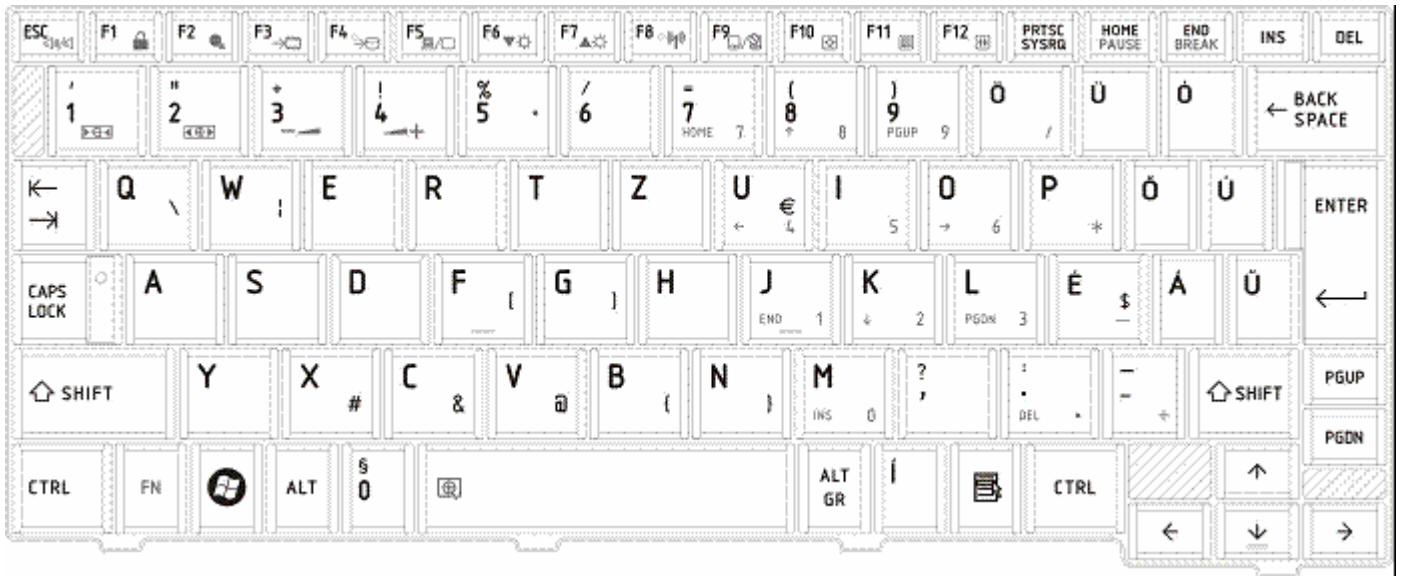 ESC F1 F2 F3 F4 F5 F6 F7 F8 F9 F10 F11 F12 PRTSC HOME END INS DEL
SYSRQ PAUSE BREAK
' " + ! % / = ( ) Ö Ü Ó ← BACK
1 2 3 4 5 6 7 8 9 SPACE
HOME 7 ↑ 8 PGUP 9 /
Q W E R T Z U I O P Ő Ú ENTER
\ ¦ € ← 4 5 → 6 *
CAPS A S D F G H J K L É Á Ű
LOCK [ ] END 1 ↓ 2 PGDN 3 $
⇧ SHIFT Y X C V B N M ? : _ ⇧ SHIFT PGUP
# & @ { } INS 0 , . DEL . - ÷
PGDN
CTRL FN ALT § ALT Í CTRL ↑
0 GR
← ↓ →